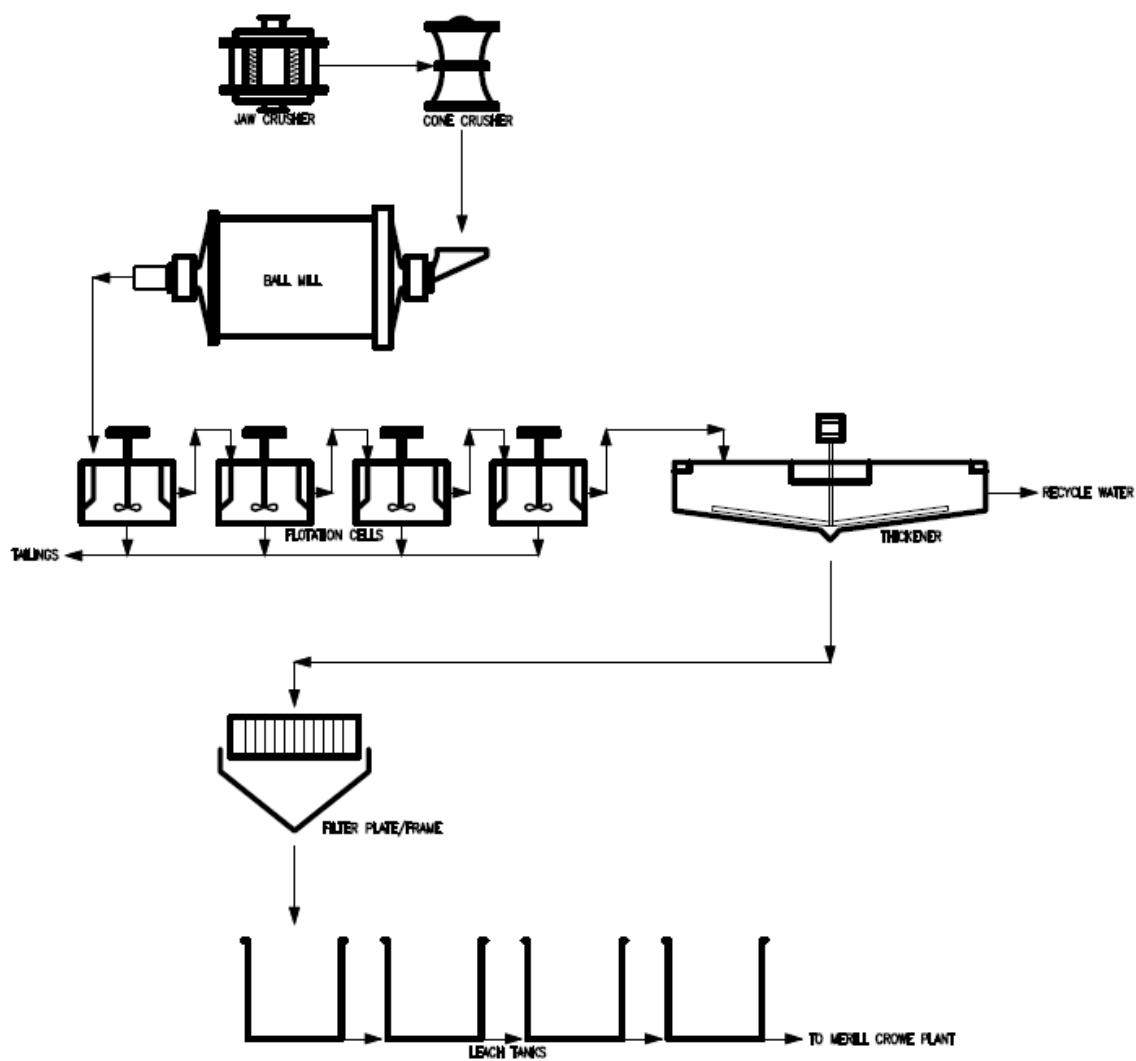 JAW CRUSHER
CONE CRUSHER
BALL MILL
RECYCLE WATER
FLOTATION CELLS
THICKENER
TAILINGS
FILTER PLATE/FRAME
TO MERILL CROWE PLANT
LEACH TANKS